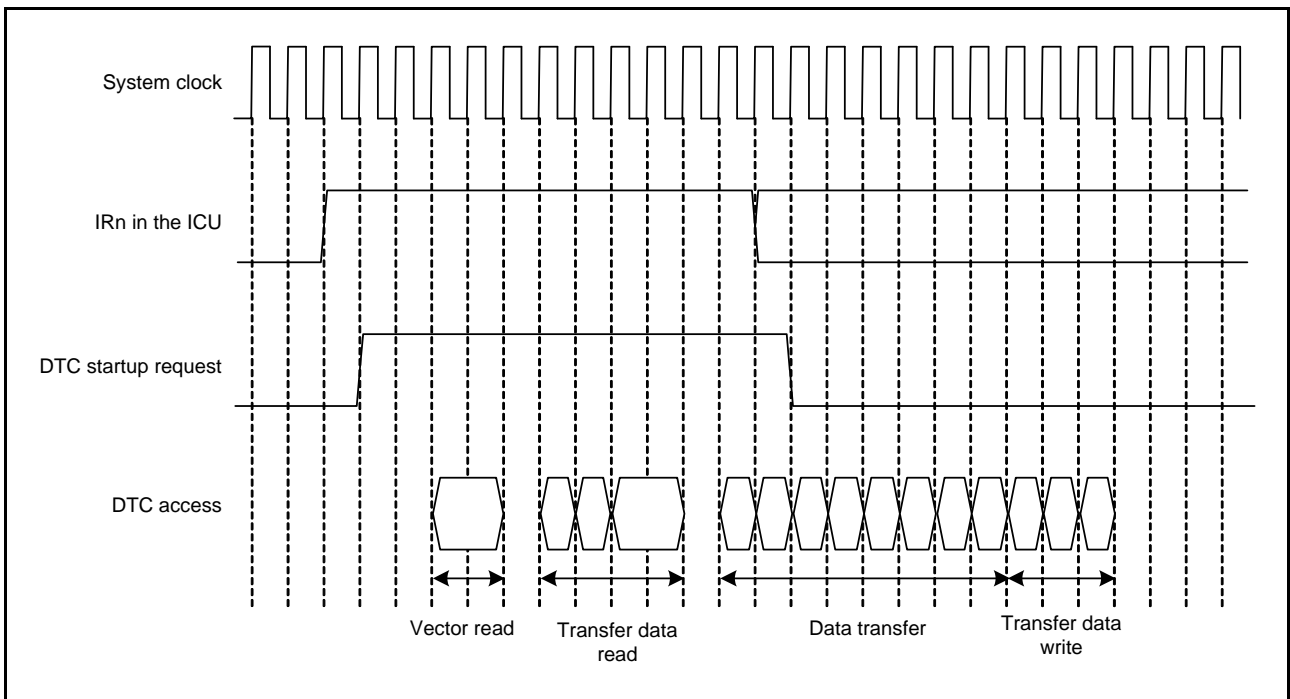 System clock
IRn in the ICU
DTC startup request
DTC access
Vector read
Transfer data
read
Data transfer
Transfer data
write